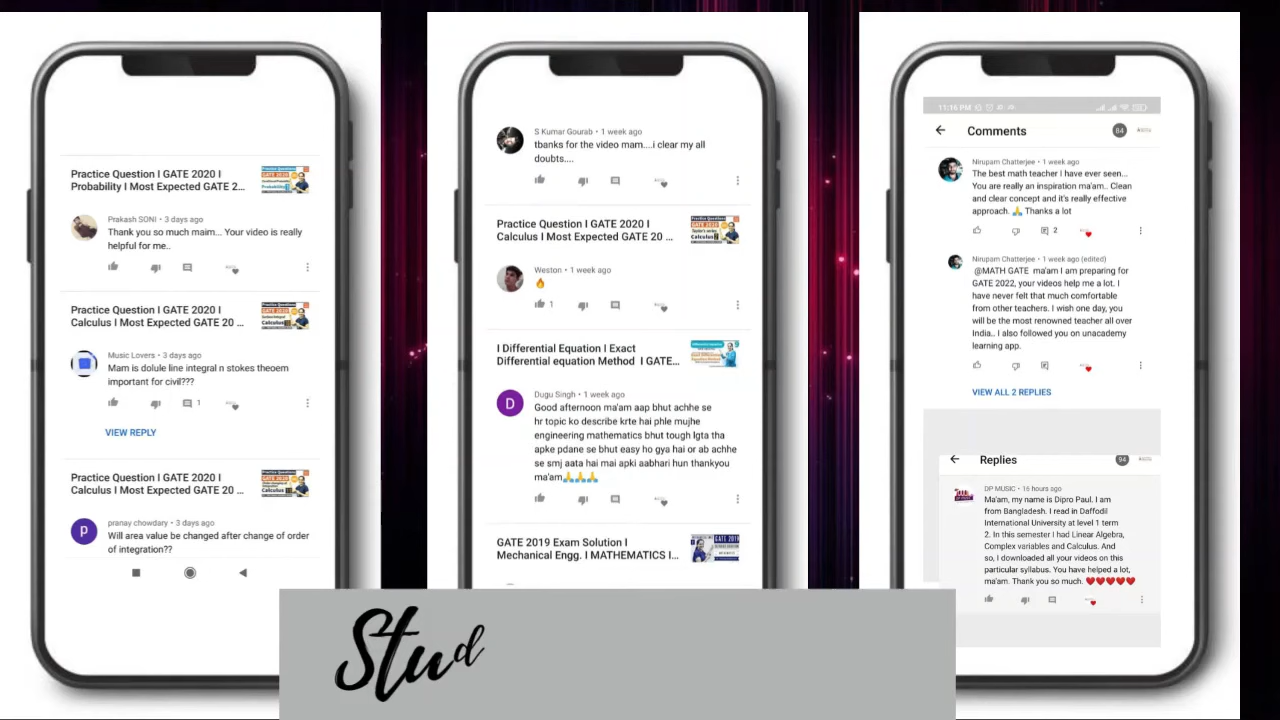 Practice Question I GATE 2020 I
Probability I Most Expected GATE 2...
Prakash SONI • 3 days ago
Thank you so much maim... Your video is really
helpful for me..
Practice Question I GATE 2020 I
Calculus I Most Expected GATE 20 ...
Music Lovers • 3 days ago
Mam is dolule line integral n stokes theoem
important for civil???
1
VIEW REPLY
Practice Question I GATE 2020 I
Calculus I Most Expected GATE 20 ...
P
pranay chowdary • 3 days ago
Will area value be changed after change of order
of integration??
S Kumar Gourab • 1 week ago
tbanks for the video mam....i clear my all
doubts....
Practice Question I GATE 2020 I
Calculus I Most Expected GATE 20 ...
Weston • 1 week ago
🔥
1
I Differential Equation I Exact
Differential equation Method I GATE...
D
Dugu Singh • 1 week ago
Good afternoon ma'am aap bhut achhe se
hr topic ko describe krte hai phle mujhe
engineering mathematics bhut tough lgta tha
apke pdane se bhut easy ho gya hai or ab achhe
se smj aata hai mai apki aabhari hun thankyou
ma'am🙏🙏🙏
GATE 2019 Exam Solution I
Mechanical Engg. I MATHEMATICS I...
11:16 PM
Comments
84
Nirupam Chatterjee • 1 week ago
The best math teacher I have ever seen...
You are really an inspiration ma'am.. Clean
and clear concept and it's really effective
approach. 🙏 Thanks a lot
2
Nirupam Chatterjee • 1 week ago (edited)
@MATH GATE ma'am I am preparing for
GATE 2022, your videos help me a lot. I
have never felt that much comfortable
from other teachers. I wish one day, you
will be the most renowned teacher all over
India.. I also followed you on unacademy
learning app.
VIEW ALL 2 REPLIES
Replies
94
DP MUSIC • 16 hours ago
Ma'am, my name is Dipro Paul. I am
from Bangladesh. I read in Daffodil
International University at level 1 term
2. In this semester I had Linear Algebra,
Complex variables and Calculus. And
so, I downloaded all your videos on this
particular syllabus. You have helped a lot,
ma'am. Thank you so much. ❤️❤️❤️❤️❤️
Stud